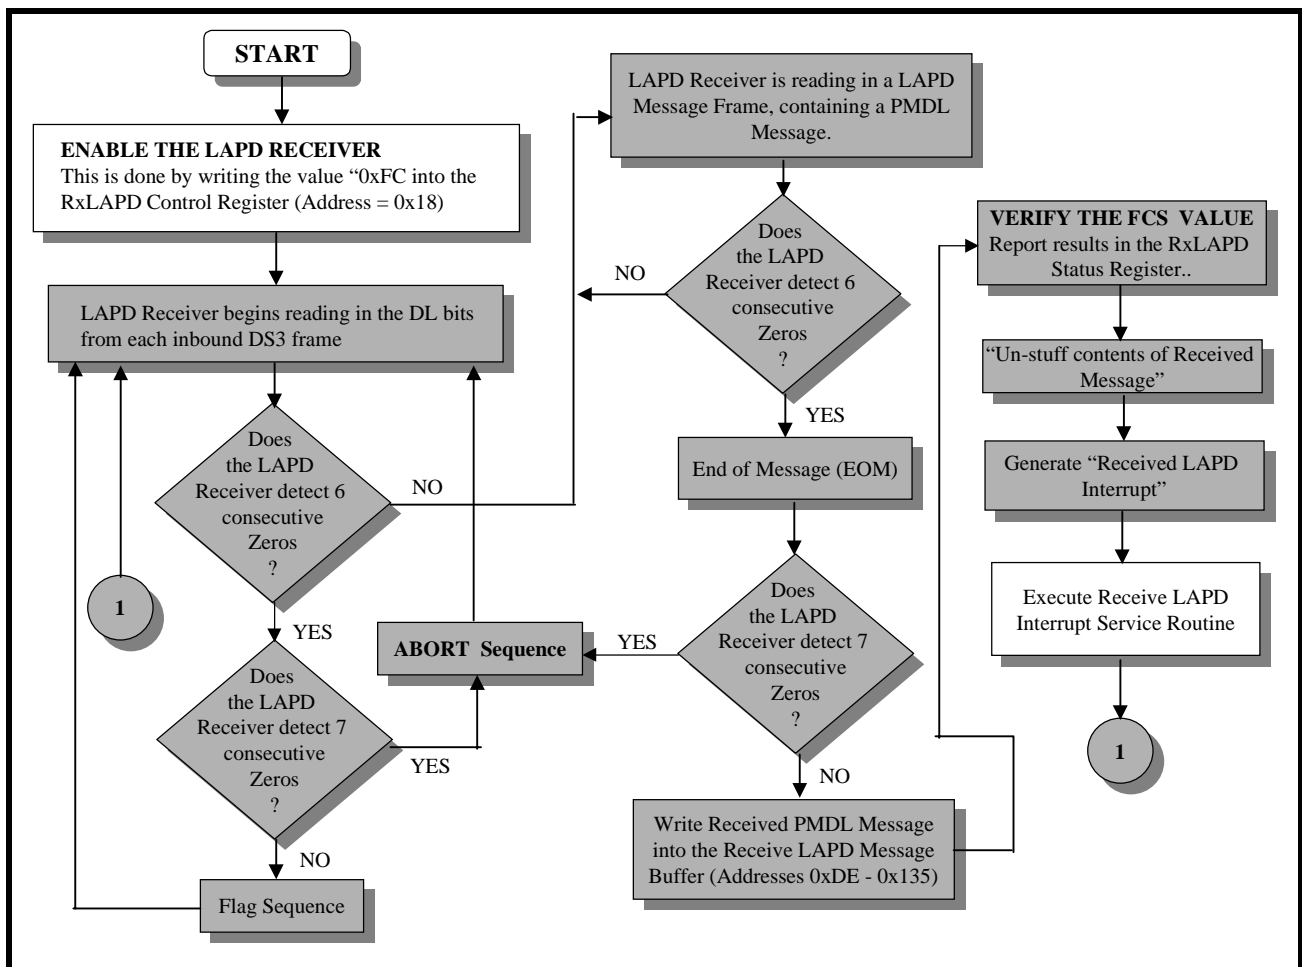 START
ENABLE THE LAPD RECEIVER
This is done by writing the value “0xFC into the
RxLAPD Control Register (Address = 0x18)
LAPD Receiver begins reading in the DL bits
from each inbound DS3 frame
Does
the LAPD
Receiver detect 6
consecutive
Zeros
?
NO
YES
1
Does
the LAPD
Receiver detect 7
consecutive
Zeros
?
YES
NO
Flag Sequence
ABORT Sequence
LAPD Receiver is reading in a LAPD
Message Frame, containing a PMDL
Message.
Does
the LAPD
Receiver detect 6
consecutive
Zeros
?
NO
YES
End of Message (EOM)
Does
the LAPD
Receiver detect 7
consecutive
Zeros
?
YES
NO
Write Received PMDL Message
into the Receive LAPD Message
Buffer (Addresses 0xDE - 0x135)
VERIFY THE FCS VALUE
Report results in the RxLAPD
Status Register..
“Un-stuff contents of Received
Message”
Generate “Received LAPD
Interrupt”
Execute Receive LAPD
Interrupt Service Routine
1